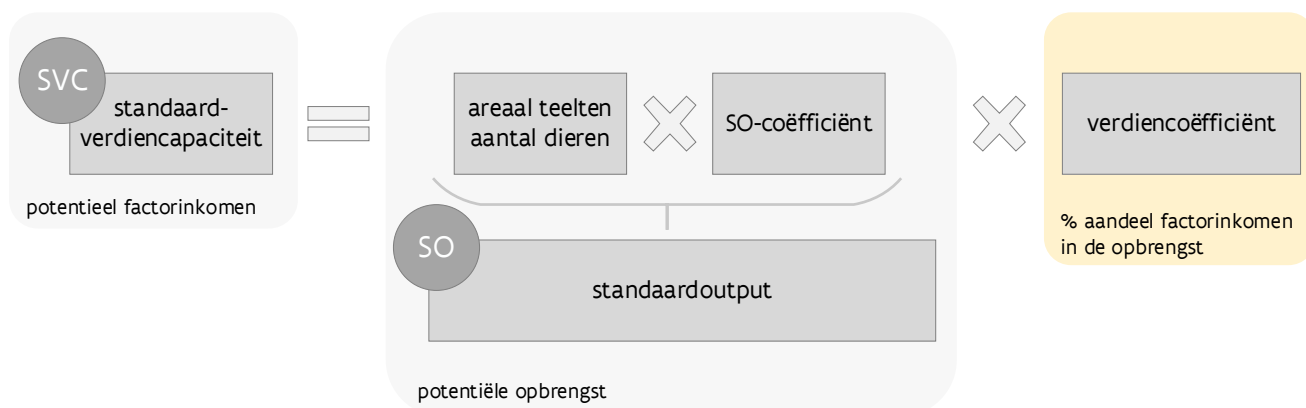 SVC
standaard-
verdiencapaciteit
potentieel factorinkomen
areaal teelten
aantal dieren
SO-coëfficiënt
SO
standaardoutput
potentiële opbrengst
verdiencoëfficiënt
% aandeel factorinkomen
in de opbrengst